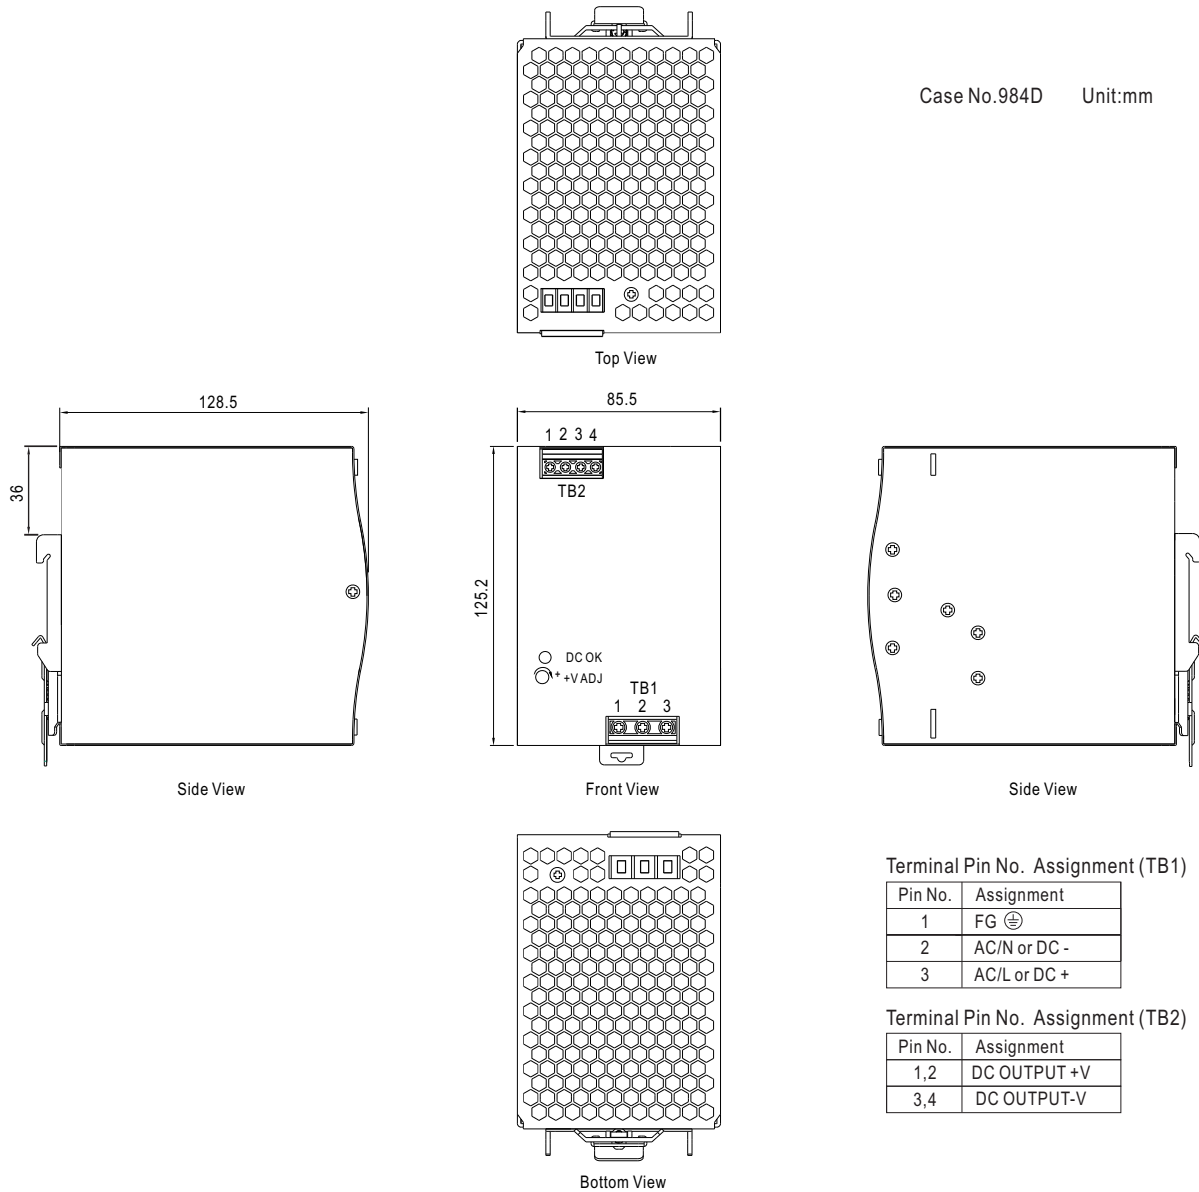 Case No.984D Unit:mm
Top View
128.5
36
Side View
85.5
1 2 3 4
TB2
125.2
DC OK
+ +V ADJ
TB1
1 2 3
Front View
Side View
Bottom View
Terminal Pin No. Assignment (TB1)
Pin No. Assignment
1 FG
2 AC/N or DC -
3 AC/L or DC +
Terminal Pin No. Assignment (TB2)
Pin No. Assignment
1,2 DC OUTPUT +V
3,4 DC OUTPUT-V